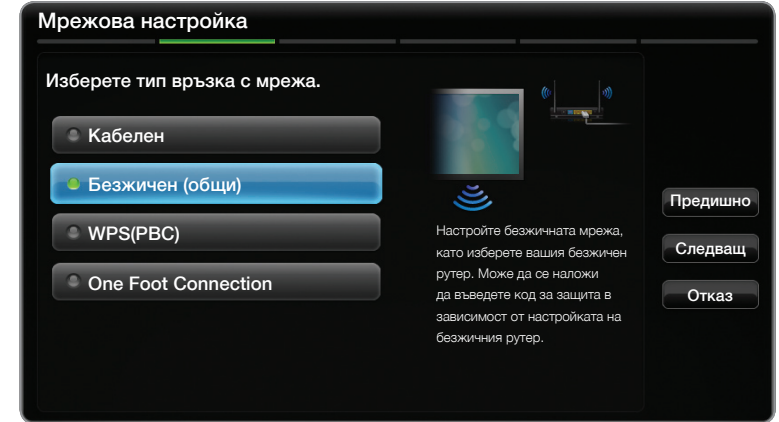 Мрежова настройка
Изберете тип връзка с мрежа.
Кабелен
Безжичен (общи)
WPS(PBC)
One Foot Connection
Настройте безжичната мрежа,
като изберете вашия безжичен
рутер. Може да се наложи
да въведете код за защита в
зависимост от настройката на
безжичния рутер.
Предишно
Следващ
Отказ